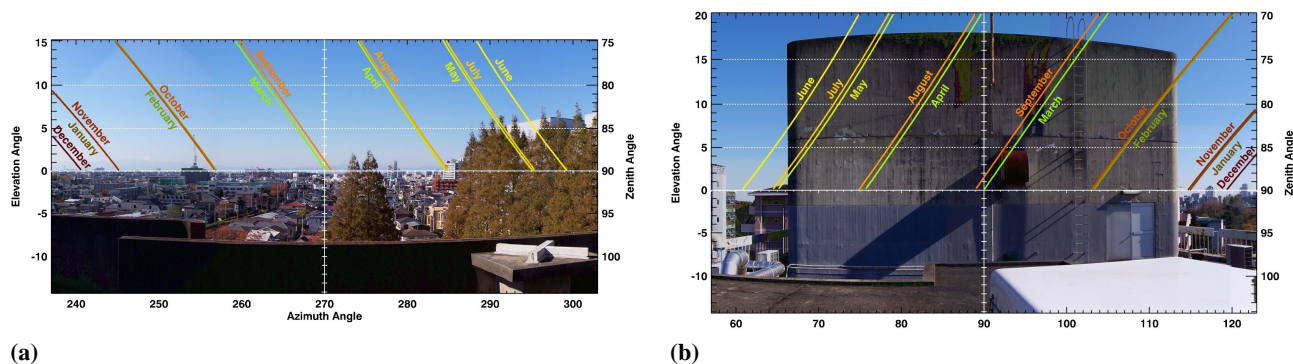 15
10
5
0
-5
-10
Elevation Angle
75
80
85
90
95
100
Zenith Angle
November
January
December
October
February
September
March
August
April
July
May
June
240
250
260
270
280
290
300
Azimuth Angle
(a)
20
15
10
5
0
-5
-10
Elevation Angle
70
75
80
85
90
95
100
Zenith Angle
June
July
May
August
April
September
March
October
February
November
January
December
60
70
80
90
100
110
120
(b)